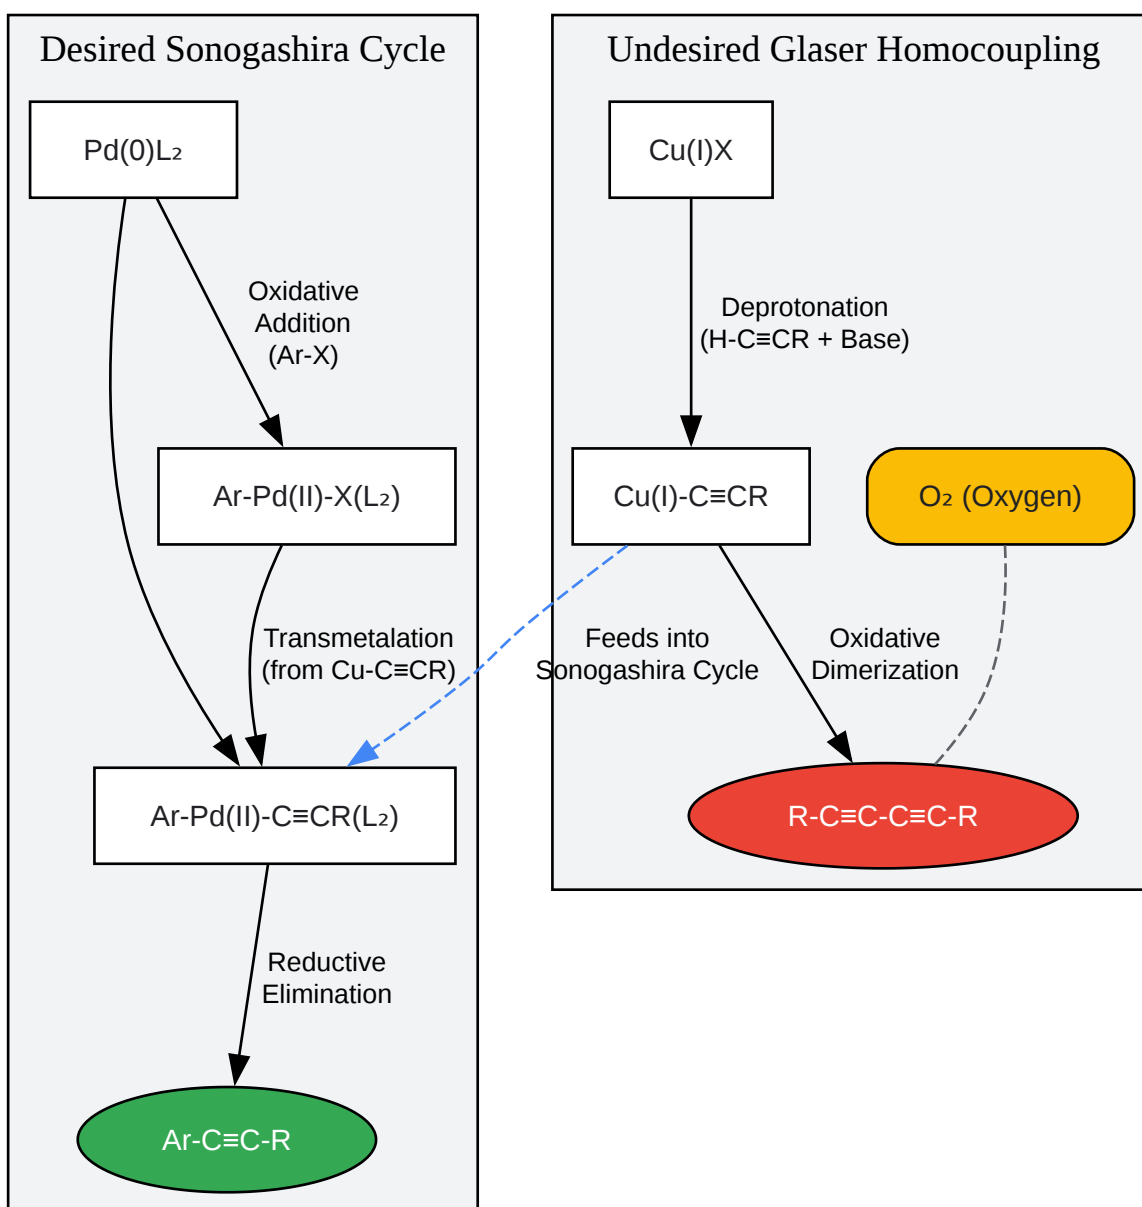 Desired Sonogashira Cycle
Pd(0)L₂
Oxidative
Addition
(Ar-X)
Ar-Pd(II)-X(L₂)
Transmetalation
(from Cu-C≡CR)
Ar-Pd(II)-C≡CR(L₂)
Reductive
Elimination
Ar-C≡C-R
Undesired Glaser Homocoupling
Cu(I)X
Deprotonation
(H-C≡CR + Base)
Cu(I)-C≡CR
O₂ (Oxygen)
Feeds into
Sonogashira Cycle
Oxidative
Dimerization
R-C≡C-C≡C-R